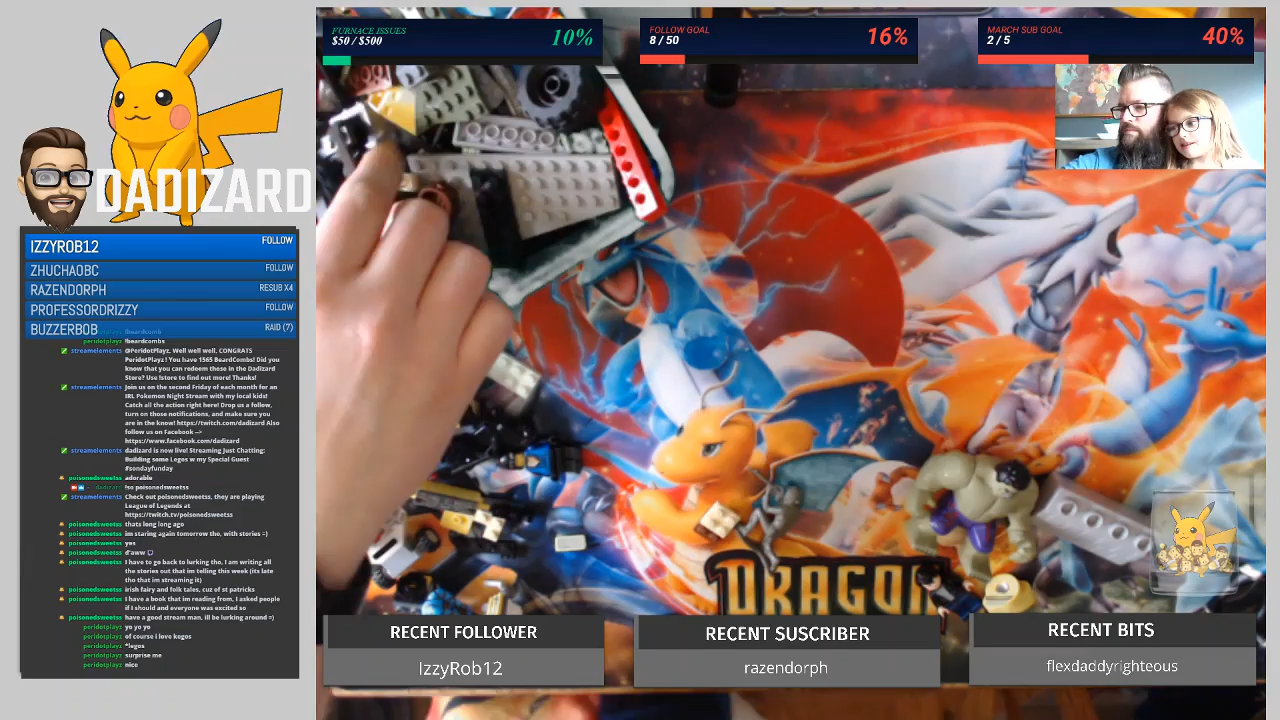 FURNACE ISSUES
$50 / $500
10%
FOLLOW GOAL
8 / 50
16%
MARCH SUB GOAL
2 / 5
40%
DADIZARD
IZZYROB12 FOLLOW
ZHUCHAOBC FOLLOW
RAZENDORPH RESUB X4
PROFESSORDRIZZY FOLLOW
BUZZERBOB RAID (7)
!beardcomb
peridotplayz !beardcombs
streamelements @PeridotPlayz, Well well well, CONGRATS
PeridotPlayz! You have 1565 BeardCombs! Did you
know that you can redeem these in the Dadizard
Store? Use !store to find out more! Thanks!
streamelements Join us on the second Friday of each month for an
IRL Pokemon Night Stream with my local kids!
Catch all the action right here! Drop us a follow,
turn on those notifications, and make sure you
are in the know! https://twitch.com/dadizard Also
follow us on Facebook -->
https://www.facebook.com/dadizard
streamelements dadizard is now live! Streaming Just Chatting:
Building some Legos w my Special Guest
#sondayfunday
poisonedsweetss adorable
dadizard !so poisonedsweetss
streamelements Check out poisonedsweetss, they are playing
League of Legends at
https://twitch.tv/poisonedsweetss
poisonedsweetss thats long long ago
poisonedsweetss im staring again tomorrow tho, with stories =)
poisonedsweetss yes
poisonedsweetss d'aww
poisonedsweetss I have to go back to lurking tho, I am writing all
the stories out that im telling this week (its late
tho that im streaming it)
poisonedsweetss irish fairy and folk tales, cuz of st patricks
poisonedsweetss I have a book that im reading from, I asked people
if I should and everyone was excited so
poisonedsweetss have a good stream man, ill be lurking around =)
peridotplayz yo yo yo
peridotplayz of course i love kegos
peridotplayz *legos
peridotplayz surprise me
peridotplayz nice
DRAGON
RECENT FOLLOWER
IzzyRob12
RECENT SUSCRIBER
razendorph
RECENT BITS
flexdaddyrighteous